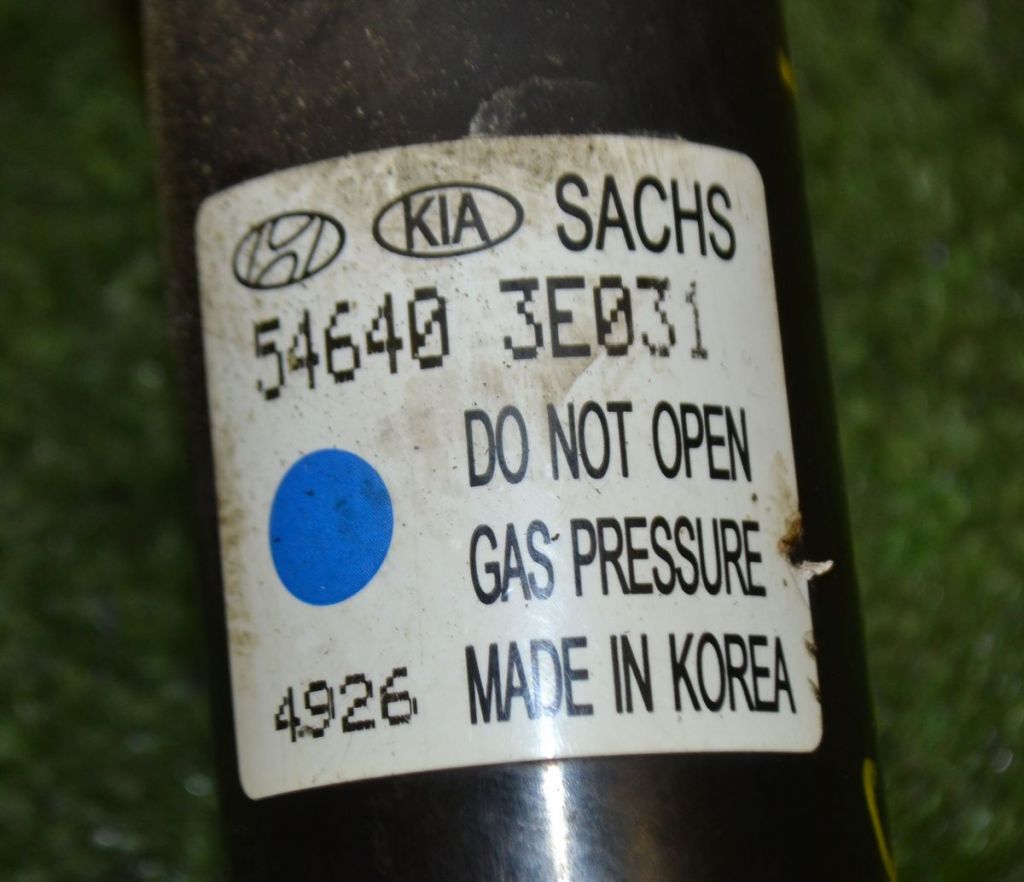 KIA SACHS
54640 3E031
DO NOT OPEN
GAS PRESSURE
4926 MADE IN KOREA